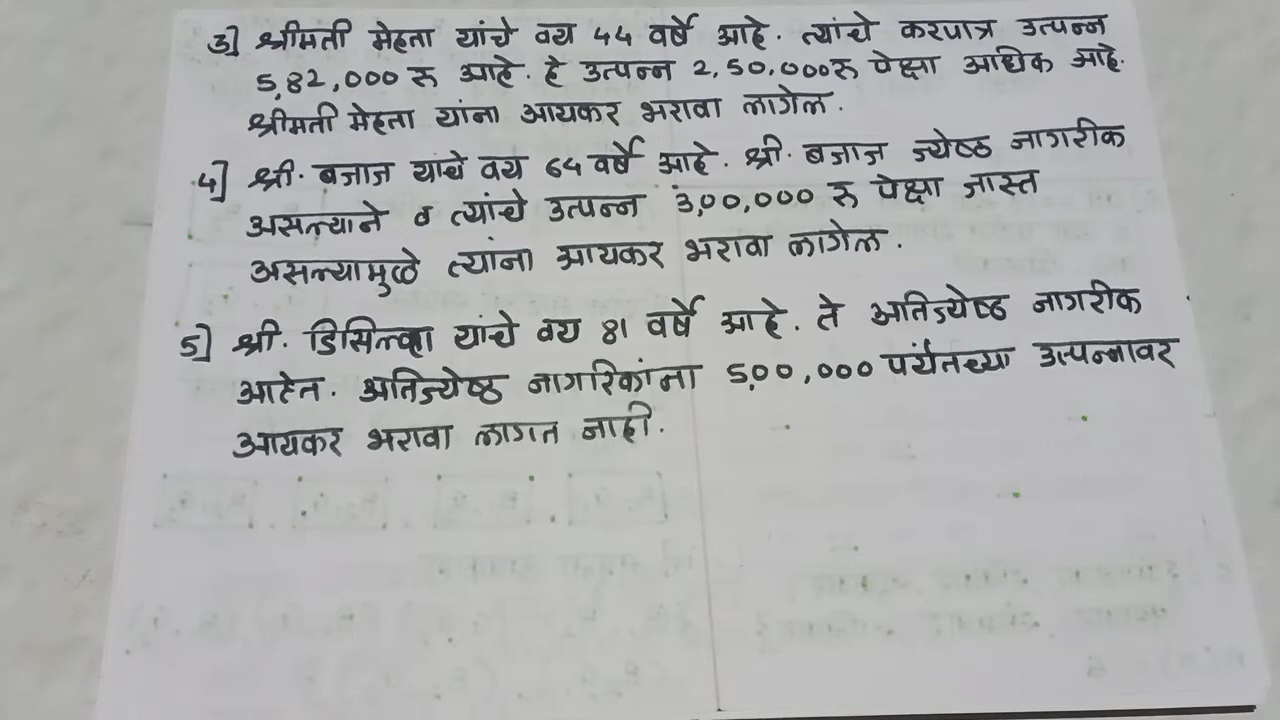 3] श्रीमती मेहता यांचे वय 44 वर्षे आहे. त्यांचे करपात्र उत्पन्न
5,82,000 रु आहे. हे उत्पन्न 2,50,000रु पेक्षा अधिक आहे.
श्रीमती मेहता यांना आयकर भरावा लागेल.
4] श्री. बजाज यांचे वय 64 वर्षे आहे. श्री. बजाज ज्येष्ठ नागरीक
असल्याने व त्यांचे उत्पन्न 3,00,000 रु पेक्षा जास्त
असल्यामुळे त्यांना आयकर भरावा लागेल.
5] श्री. डिसिल्व्हा यांचे वय 81 वर्षे आहे. ते अतिज्येष्ठ नागरीक
आहेत. अतिज्येष्ठ नागरिकांना 5,00,000 पर्यंतच्या उत्पन्नावर
आयकर भरावा लागत नाही.